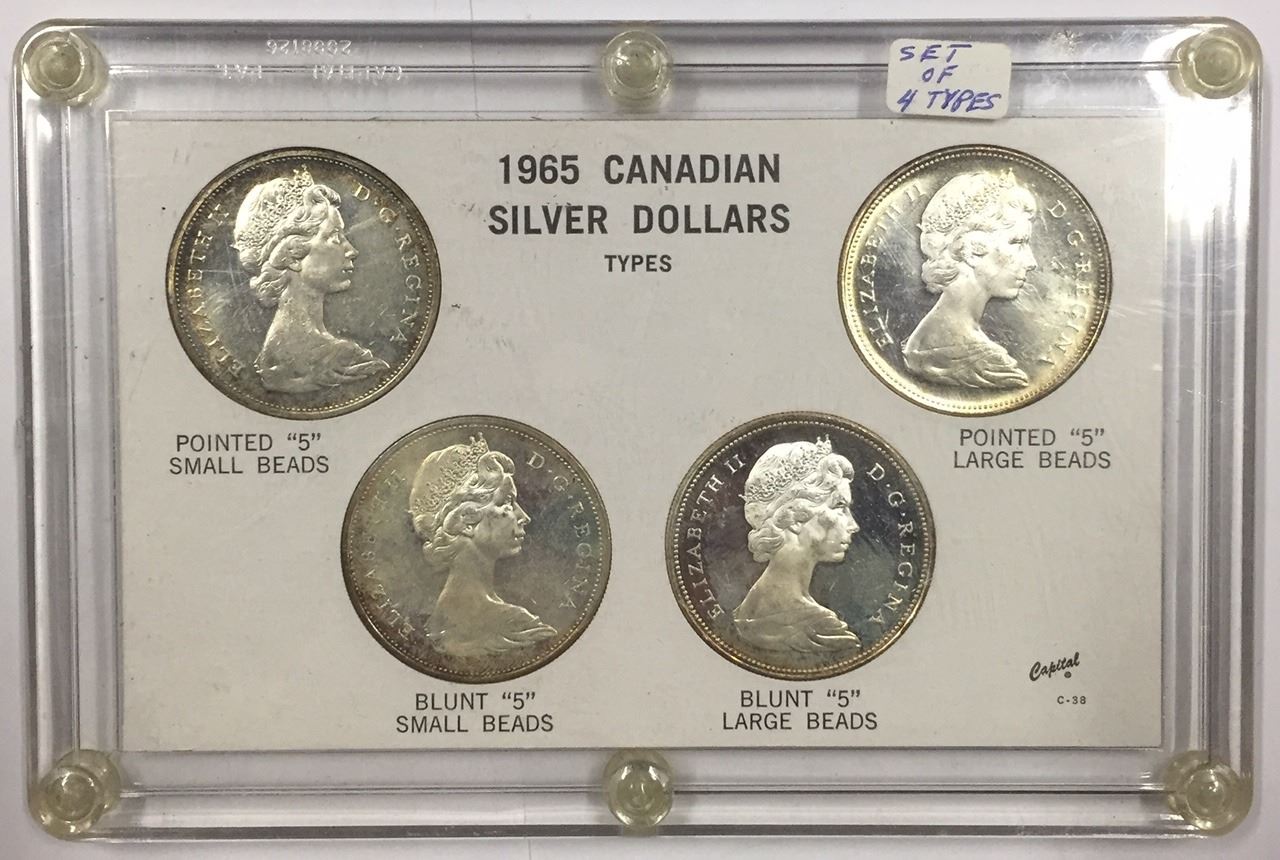 SET
OF
4 TYPES
1965 CANADIAN
SILVER DOLLARS
TYPES
ELIZABETH II D·G·REGINA
ELIZABETH II D·G·REGINA
POINTED “5”
SMALL BEADS
POINTED “5”
LARGE BEADS
ELIZABETH II D·G·REGINA
ELIZABETH II D·G·REGINA
BLUNT “5”
SMALL BEADS
BLUNT “5”
LARGE BEADS
Capital
C-38